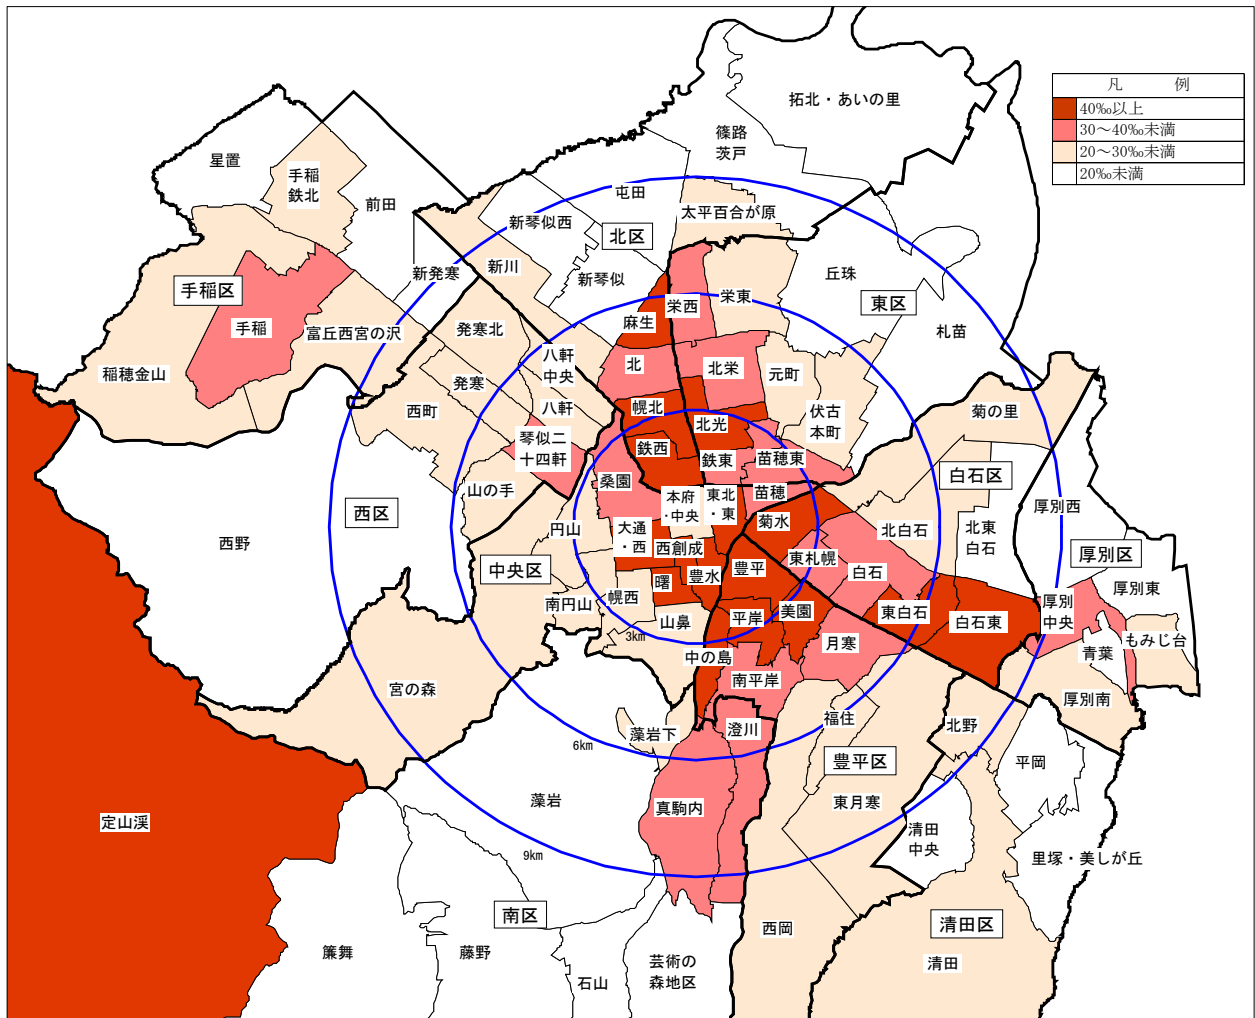 凡　例
40‰以上
30～40‰未満
20～30‰未満
20‰未満
拓北・あいの里
篠路
茨戸
星置
手稲
鉄北
前田
屯田
太平百合が原
新琴似西
北区
新川
新発寒
新琴似
丘珠
手稲区
東区
栄東
栄西
手稲
麻生
札苗
富丘西宮の沢
発寒北
八軒
中央
北
北栄
元町
稲穂金山
発寒
西町
八軒
幌北
北光
伏古
本町
菊の里
琴似二
十四軒
鉄西
鉄東
苗穂東
白石区
桑園
山の手
苗穂
本府
・中央
東北
・東
西区
厚別西
円山
大通
・西
菊水
北白石
北東
白石
西野
西創成
東札幌
厚別区
中央区
豊平
白石
曙
豊水
厚別東
南円山
幌西
美園
東白石
厚別
中央
山鼻
平岸
白石東
3km
月寒
もみじ台
中の島
青葉
南平岸
宮の森
厚別南
福住
北野
藻岩下
澄川
6km
豊平区
平岡
藻岩
真駒内
東月寒
定山渓
清田
中央
9km
里塚・美しが丘
南区
清田区
西岡
簾舞
藤野
芸術の
森地区
清田
石山